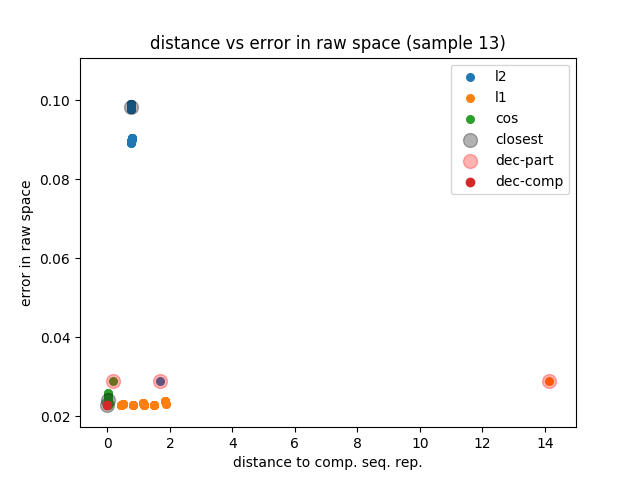 distance vs error in raw space (sample 13)
l2
l1
cos
closest
dec-part
dec-comp
0.10
0.08
0.06
0.04
0.02
error in raw space
0 2 4 6 8 10 12 14
distance to comp. seq. rep.